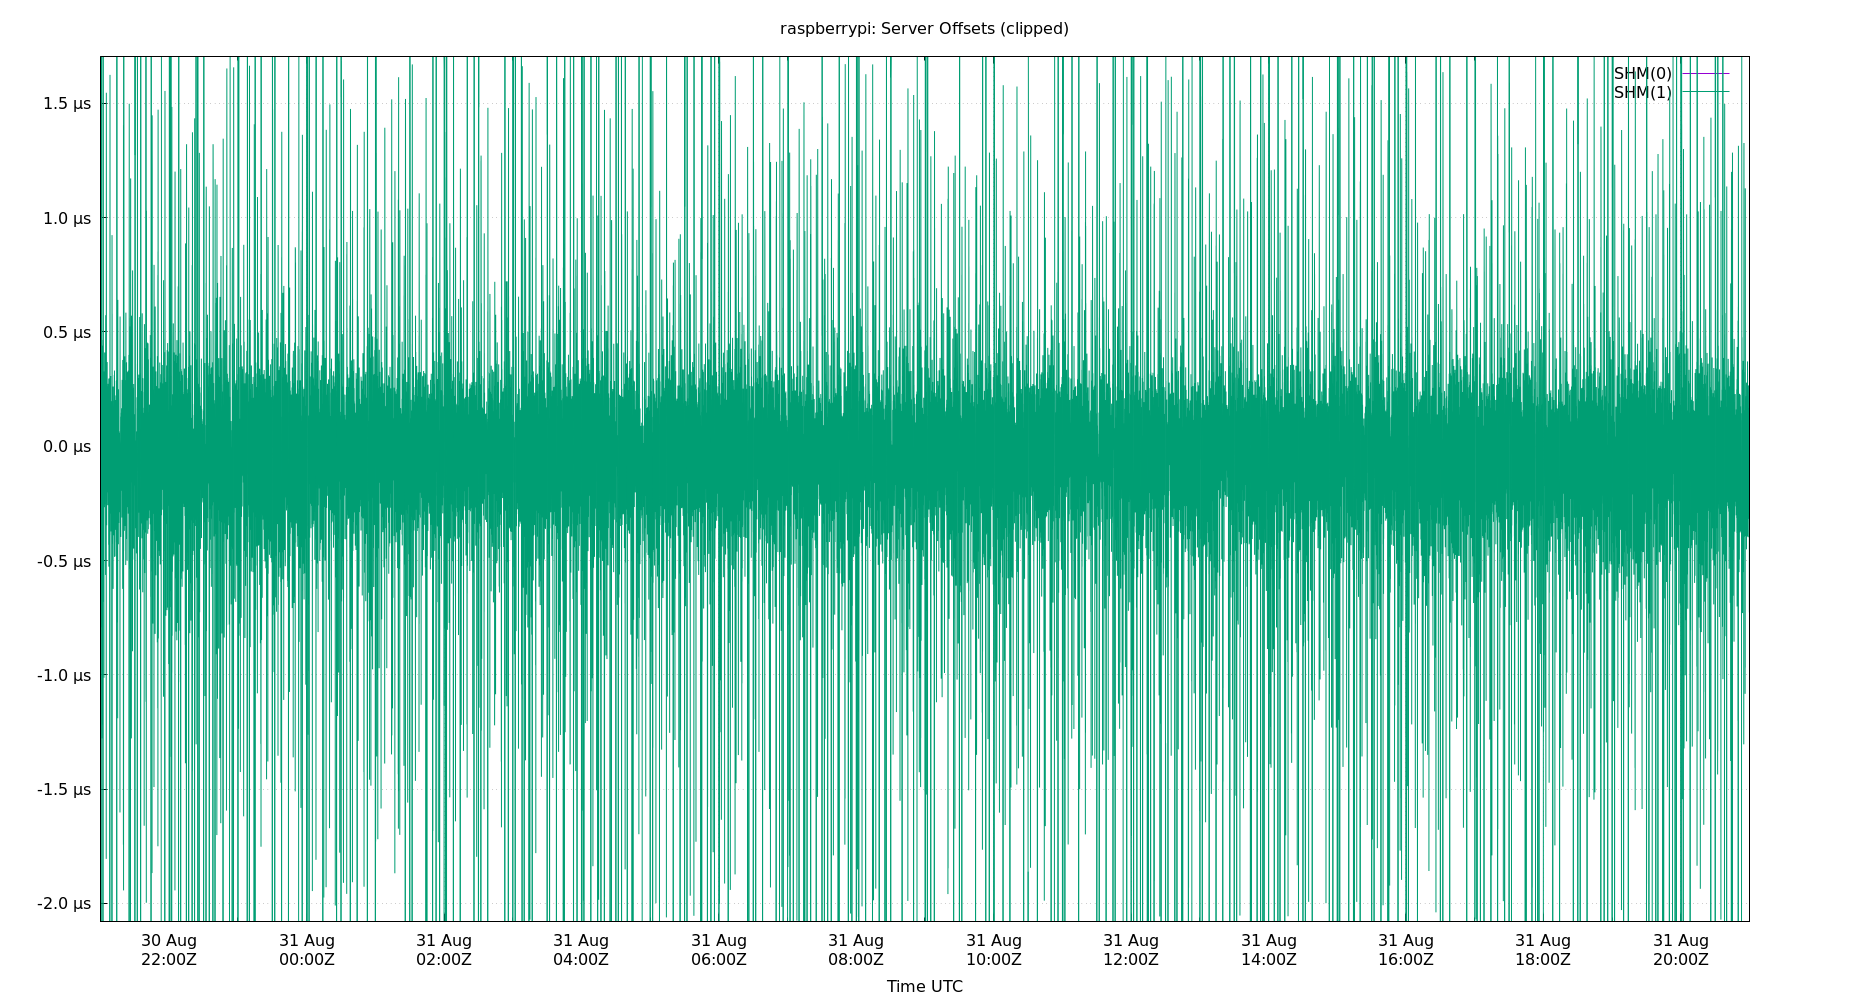 raspberrypi: Server Offsets (clipped)
SHM(0)
SHM(1)
1.5 µs
1.0 µs
0.5 µs
0.0 µs
-0.5 µs
-1.0 µs
-1.5 µs
-2.0 µs
30 Aug 31 Aug 31 Aug 31 Aug 31 Aug 31 Aug 31 Aug 31 Aug 31 Aug 31 Aug 31 Aug 31 Aug
22:00Z 00:00Z 02:00Z 04:00Z 06:00Z 08:00Z 10:00Z 12:00Z 14:00Z 16:00Z 18:00Z 20:00Z
Time UTC